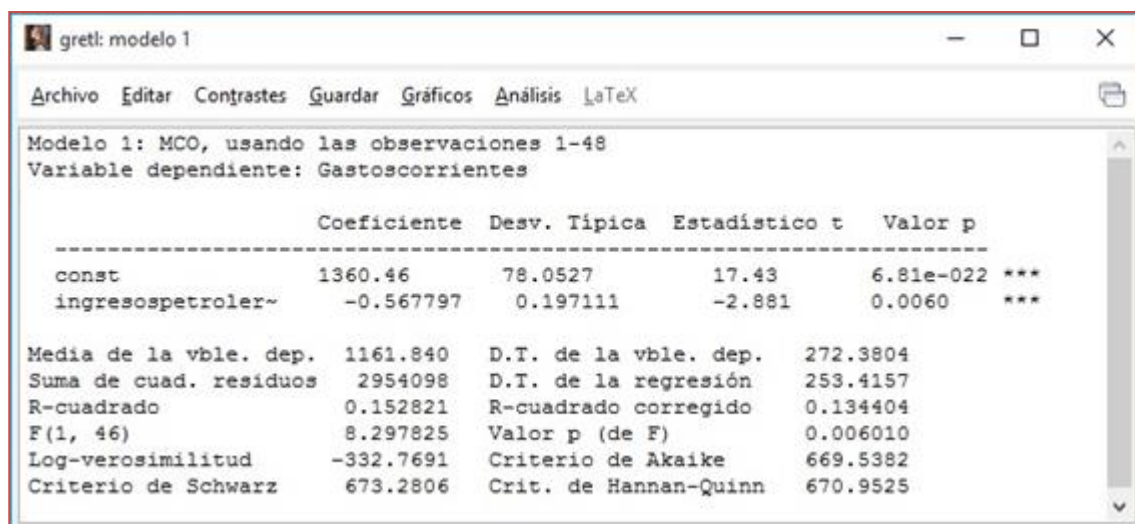 gretl: modelo 1
Archivo Editar Contrastes Guardar Gráficos Análisis LaTeX
Modelo 1: MCO, usando las observaciones 1-48
Variable dependiente: Gastoscorrientes
Coeficiente Desv. Típica Estadístico t Valor p
const 1360.46 78.0527 17.43 6.81e-022 ***
ingresospetroler~ -0.567797 0.197111 -2.881 0.0060 ***
Media de la vble. dep. 1161.840 D.T. de la vble. dep. 272.3804
Suma de cuad. residuos 2954098 D.T. de la regresión 253.4157
R-cuadrado 0.152821 R-cuadrado corregido 0.134404
F(1, 46) 8.297825 Valor p (de F) 0.006010
Log-verosimilitud -332.7691 Criterio de Akaike 669.5382
Criterio de Schwarz 673.2806 Crit. de Hannan-Quinn 670.9525